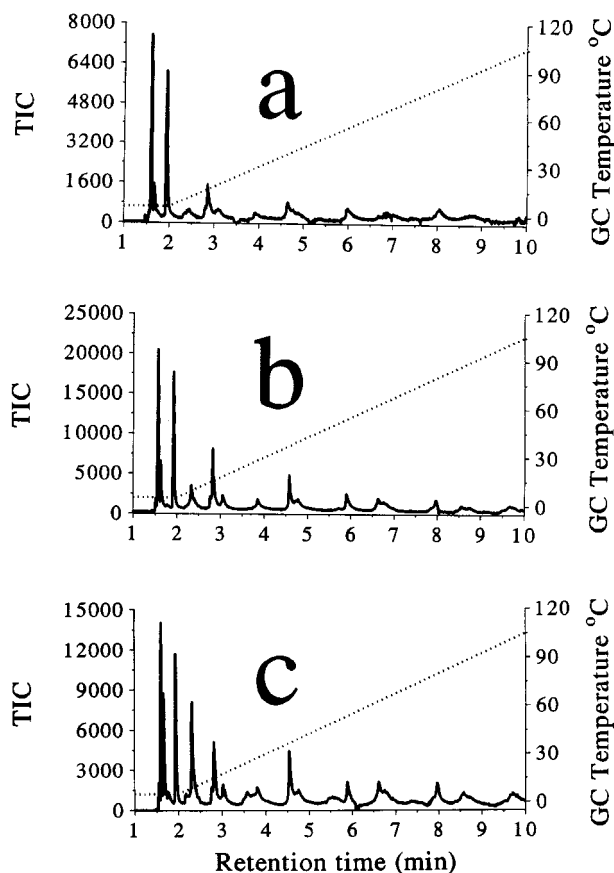 8000
6400
4800
3200
1600
0
TIC
a
120
90
60
30
0
GC Temperature °C
1 2 3 4 5 6 7 8 9 10
25000
20000
15000
10000
5000
0
TIC
b
120
90
60
30
0
GC Temperature °C
1 2 3 4 5 6 7 8 9 10
15000
12000
9000
6000
3000
0
TIC
c
120
90
60
30
0
GC Temperature °C
1 2 3 4 5 6 7 8 9 10
Retention time (min)